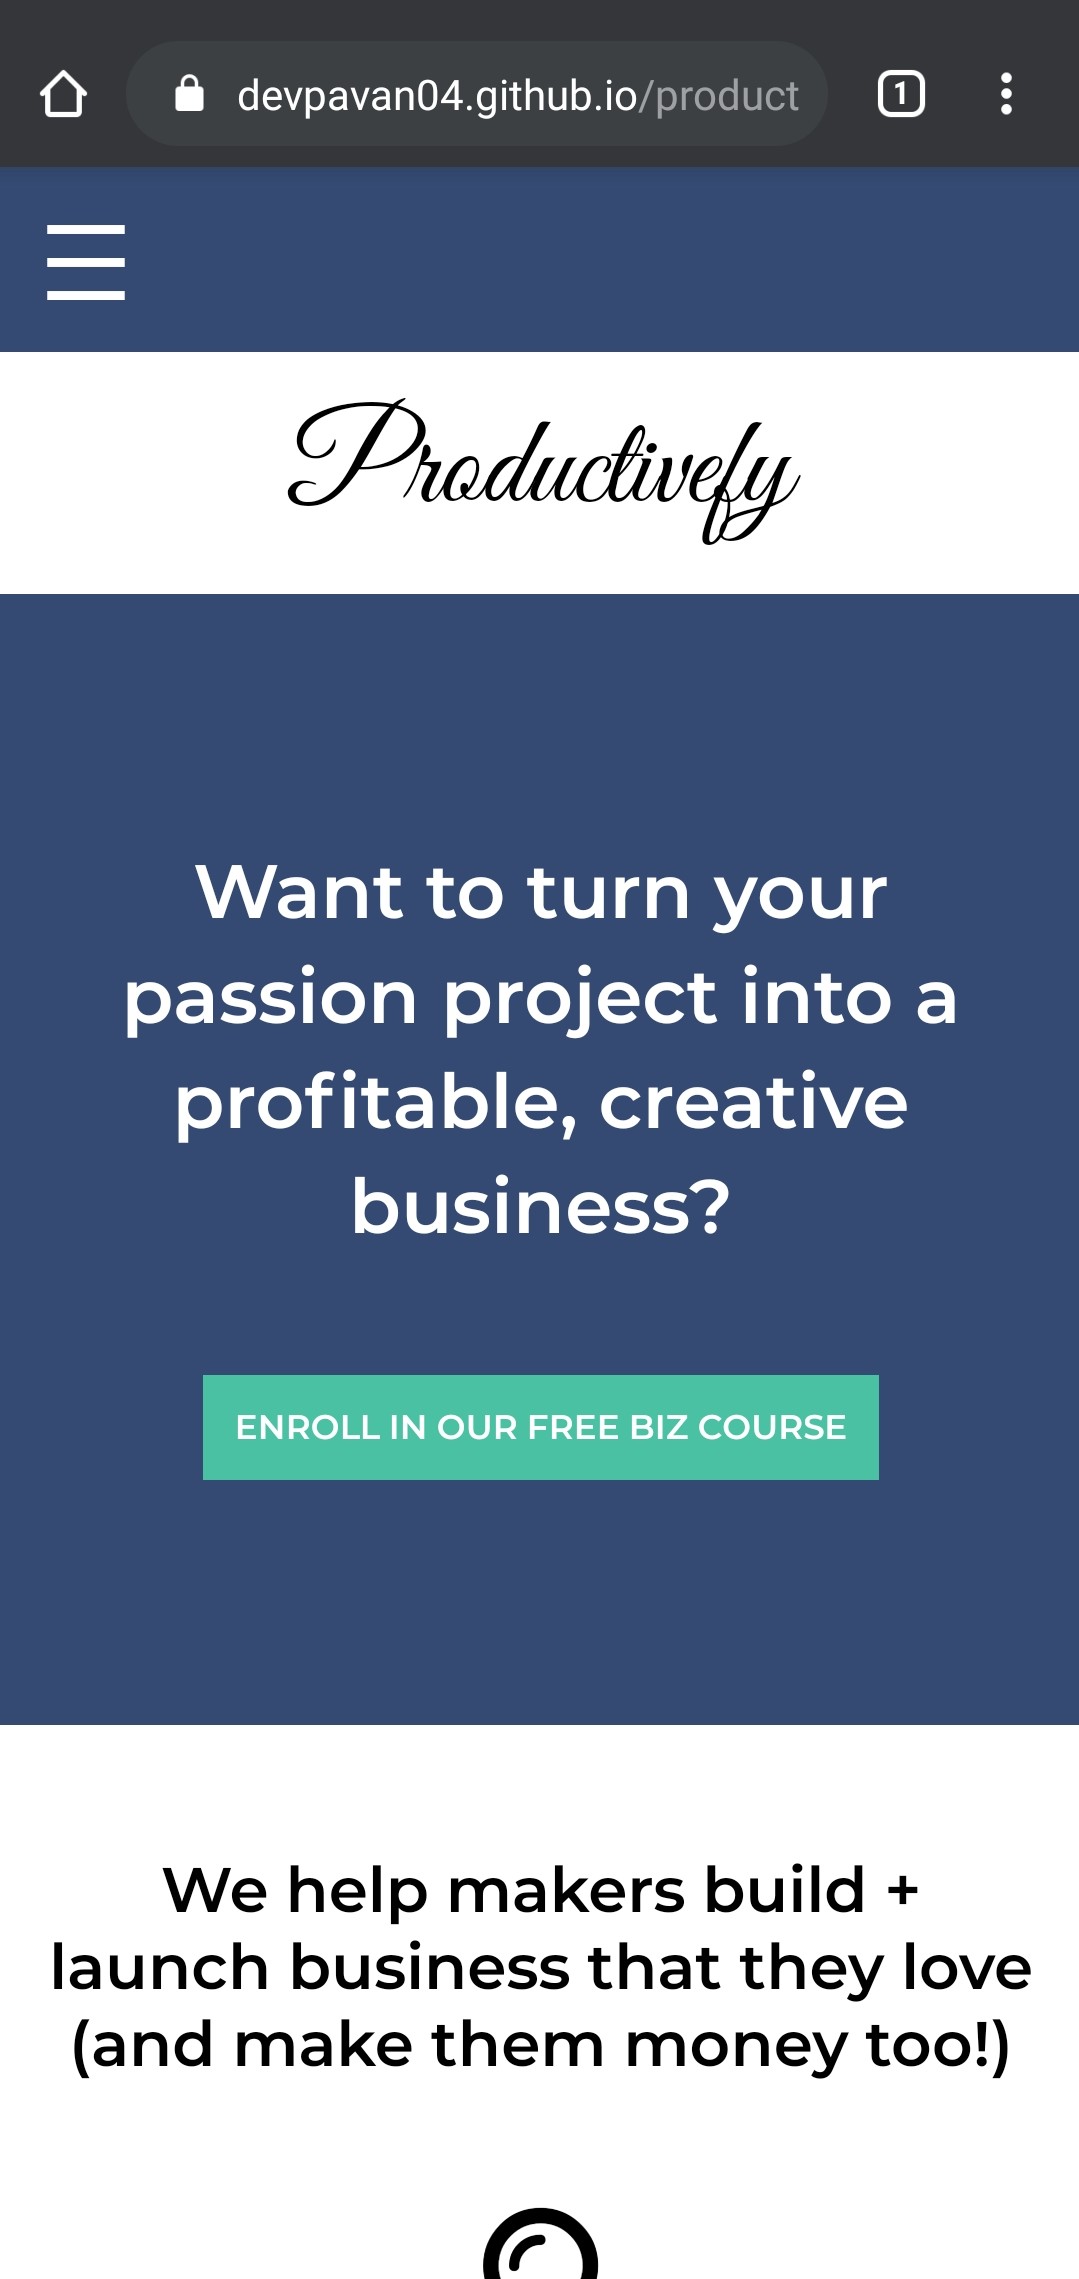 devpavan04.github.io/product
1
Productivefy
Want to turn your
passion project into a
profitable, creative
business?
ENROLL IN OUR FREE BIZ COURSE
We help makers build +
launch business that they love
(and make them money too!)